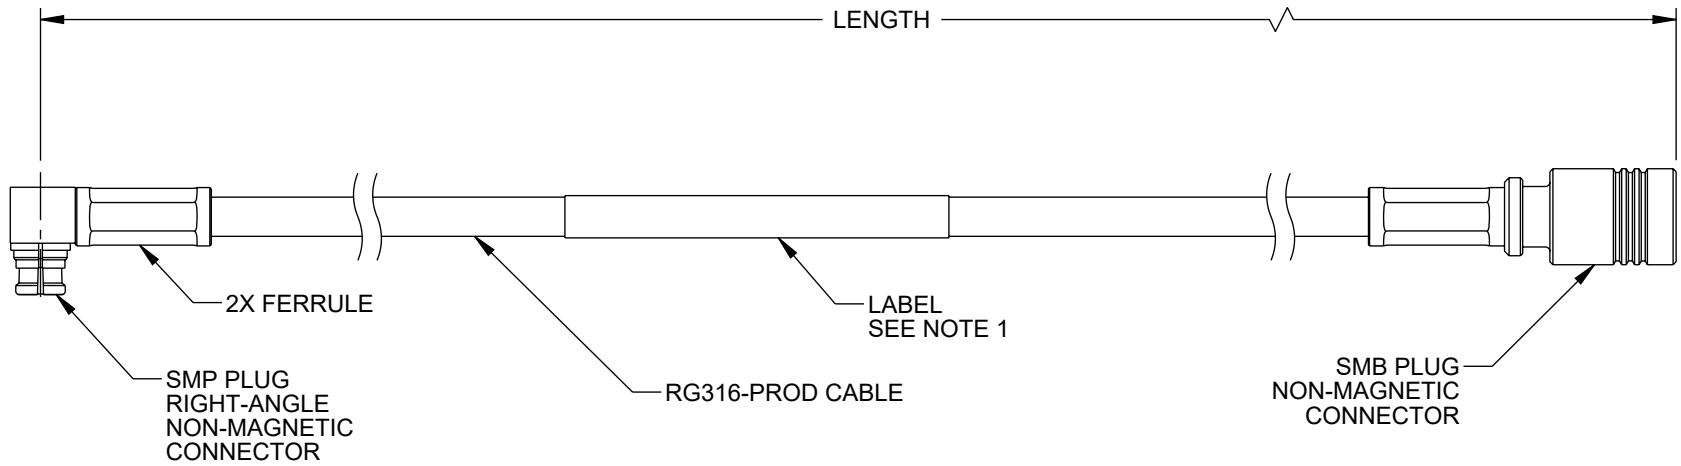 LENGTH
2X FERRULE
LABEL
SEE NOTE 1
SMP PLUG
RIGHT-ANGLE
NON-MAGNETIC
CONNECTOR
RG316-PROD CABLE
SMB PLUG
NON-MAGNETIC
CONNECTOR